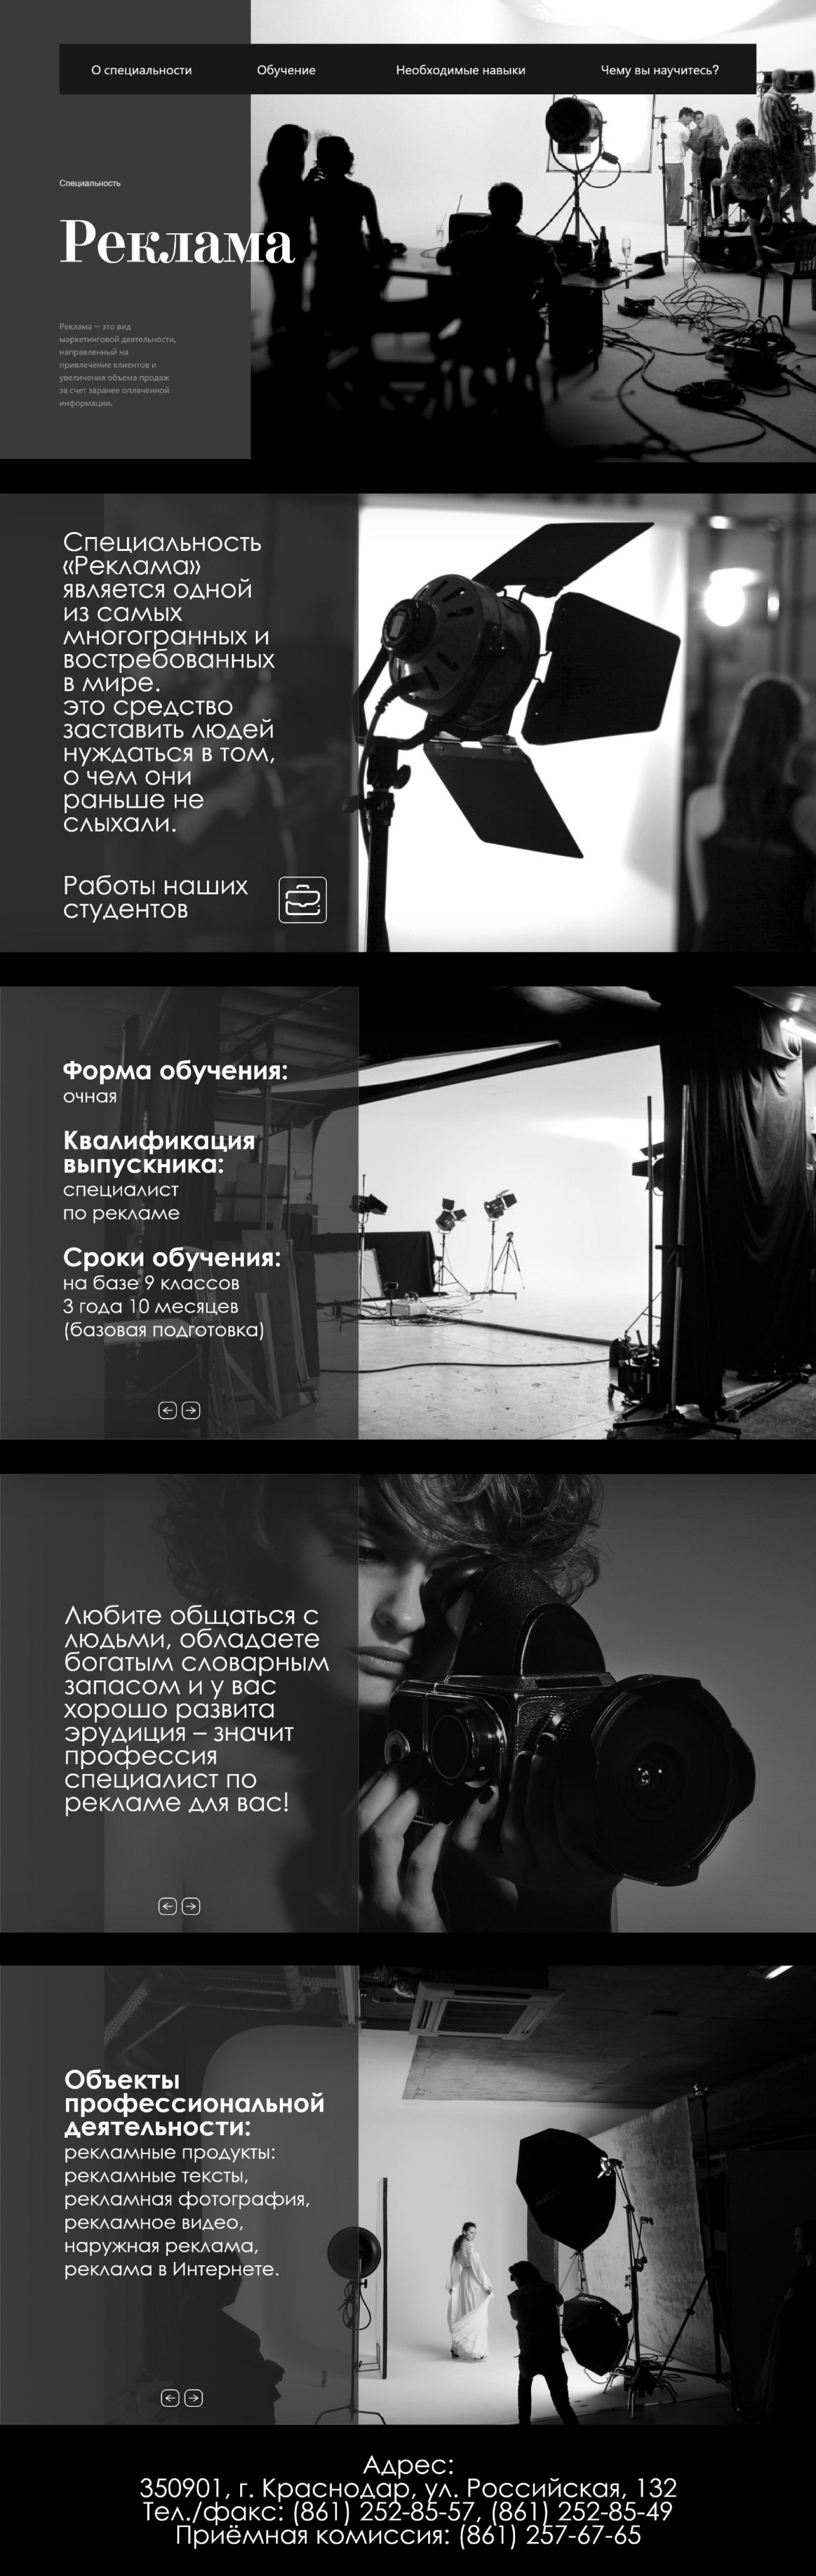 О специальности
Обучение
Необходимые навыки
Чему вы научитесь?
Специальность
Реклама
Реклама — это вид
маркетинговой деятельности,
направленный на
привлечение клиентов и
увеличения объема продаж
за счет заранее оплаченной
информации.
Специальность
«Реклама»
является одной
из самых
многогранных и
востребованных
в мире.
это средство
заставить людей
нуждаться в том,
о чем они
раньше не
слыхали.
Работы наших
студентов
Форма обучения:
очная
Квалификация
выпускника:
специалист
по рекламе
Сроки обучения:
на базе 9 классов
3 года 10 месяцев
(базовая подготовка)
Любите общаться с
людьми, обладаете
богатым словарным
запасом и у вас
хорошо развита
эрудиция – значит
профессия
специалист по
рекламе для вас!
Объекты
профессиональной
деятельности:
рекламные продукты:
рекламные тексты,
рекламная фотография,
рекламное видео,
наружная реклама,
реклама в Интернете.
Адрес:
350901, г. Краснодар, ул. Российская, 132
Тел./факс: (861) 252-85-57, (861) 252-85-49
Приёмная комиссия: (861) 257-67-65